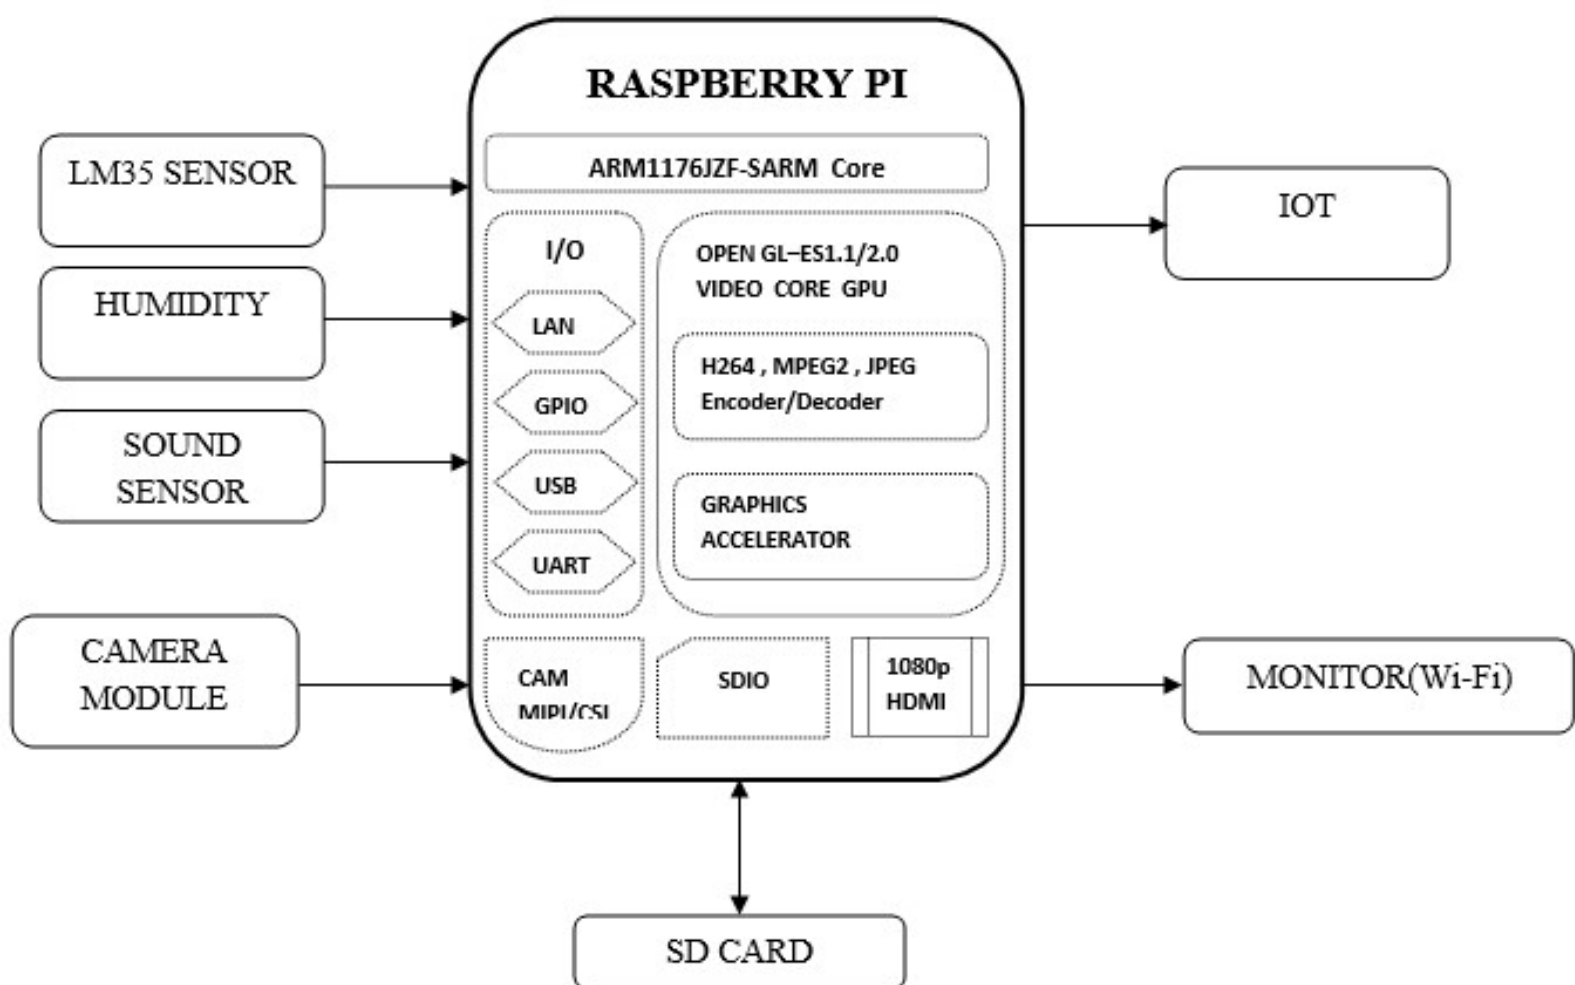 RASPBERRY PI
ARM1176JZF-SARM Core
LM35 SENSOR
HUMIDITY
SOUND
SENSOR
CAMERA
MODULE
I/O
LAN
GPIO
USB
UART
OPEN GL–ES1.1/2.0
VIDEO CORE GPU
H264 , MPEG2 , JPEG
Encoder/Decoder
GRAPHICS
ACCELERATOR
CAM
MIPI/CSI
SDIO
1080p
HDMI
IOT
MONITOR(Wi-Fi)
SD CARD